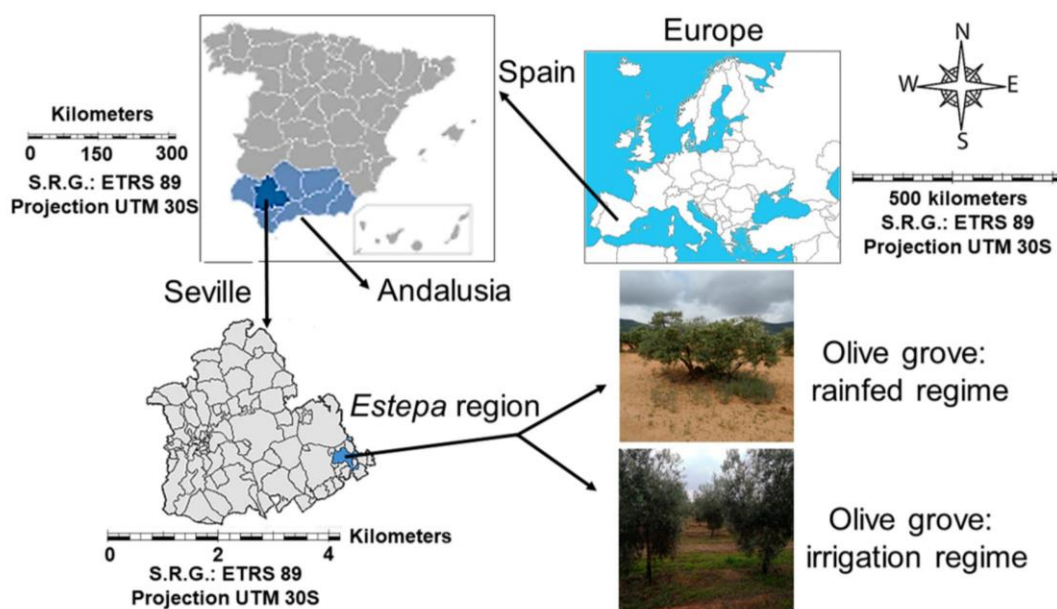 Europe
Spain
N
W
E
S
Kilometers
0 150 300
S.R.G.: ETRS 89
Projection UTM 30S
500 kilometers
S.R.G.: ETRS 89
Projection UTM 30S
Seville
Andalusia
Estepa region
Olive grove:
rainfed regime
Olive grove:
irrigation regime
Kilometers
0 2 4
S.R.G.: ETRS 89
Projection UTM 30S